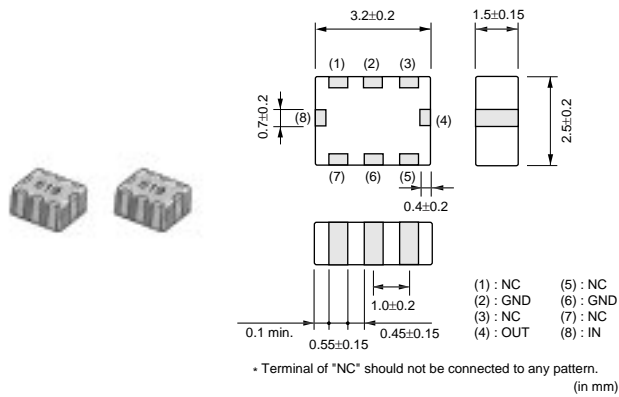 3.2±0.2
1.5±0.15
(1) (2) (3)
0.7±0.2
(8)
(4)
2.5±0.2
(7) (6) (5)
0.4±0.2
1.0±0.2
0.1 min.
0.45±0.15
0.55±0.15
(1) : NC (5) : NC
(2) : GND (6) : GND
(3) : NC (7) : NC
(4) : OUT (8) : IN
* Terminal of "NC" should not be connected to any pattern.
(in mm)